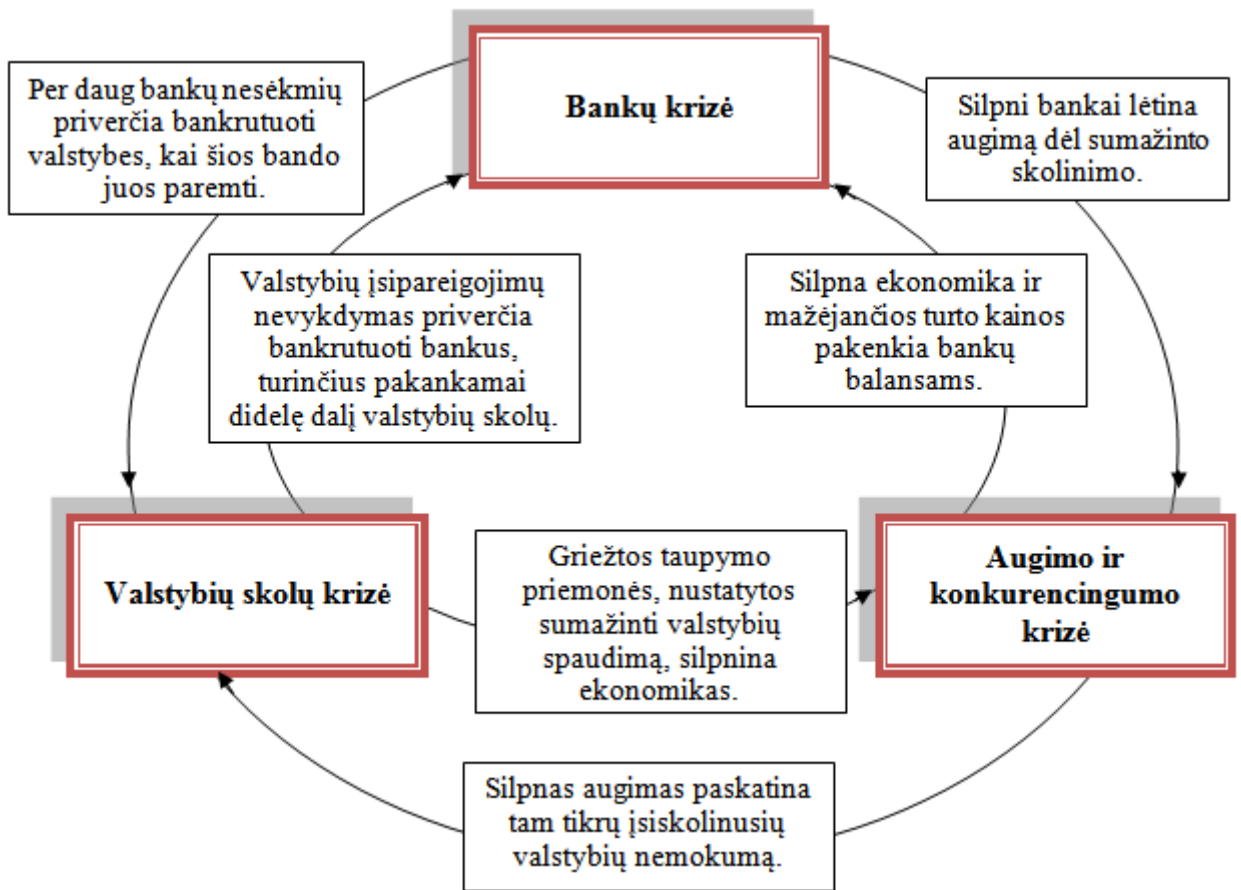 Bankų krizė
Per daug bankų nesėkmių
priverčia bankrutuoti
valstybes, kai šios bando
juos paremti.
Silpni bankai lėtina
augimą dėl sumažinto
skolinimo.
Valstybių įsipareigojimų
nevykdymas priverčia
bankrutuoti bankus,
turinčius pakankamai
didelę dalį valstybių skolų.
Silpna ekonomika ir
mažėjančios turto kainos
pakenkia bankų
balansams.
Valstybių skolų krizė
Griežtos taupymo
priemonės, nustatytos
sumažinti valstybių
spaudimą, silpnina
ekonomikas.
Augimo ir
konkurencingumo
krizė
Silpnas augimas paskatina
tam tikrų įsiskolinusių
valstybių nemokumą.